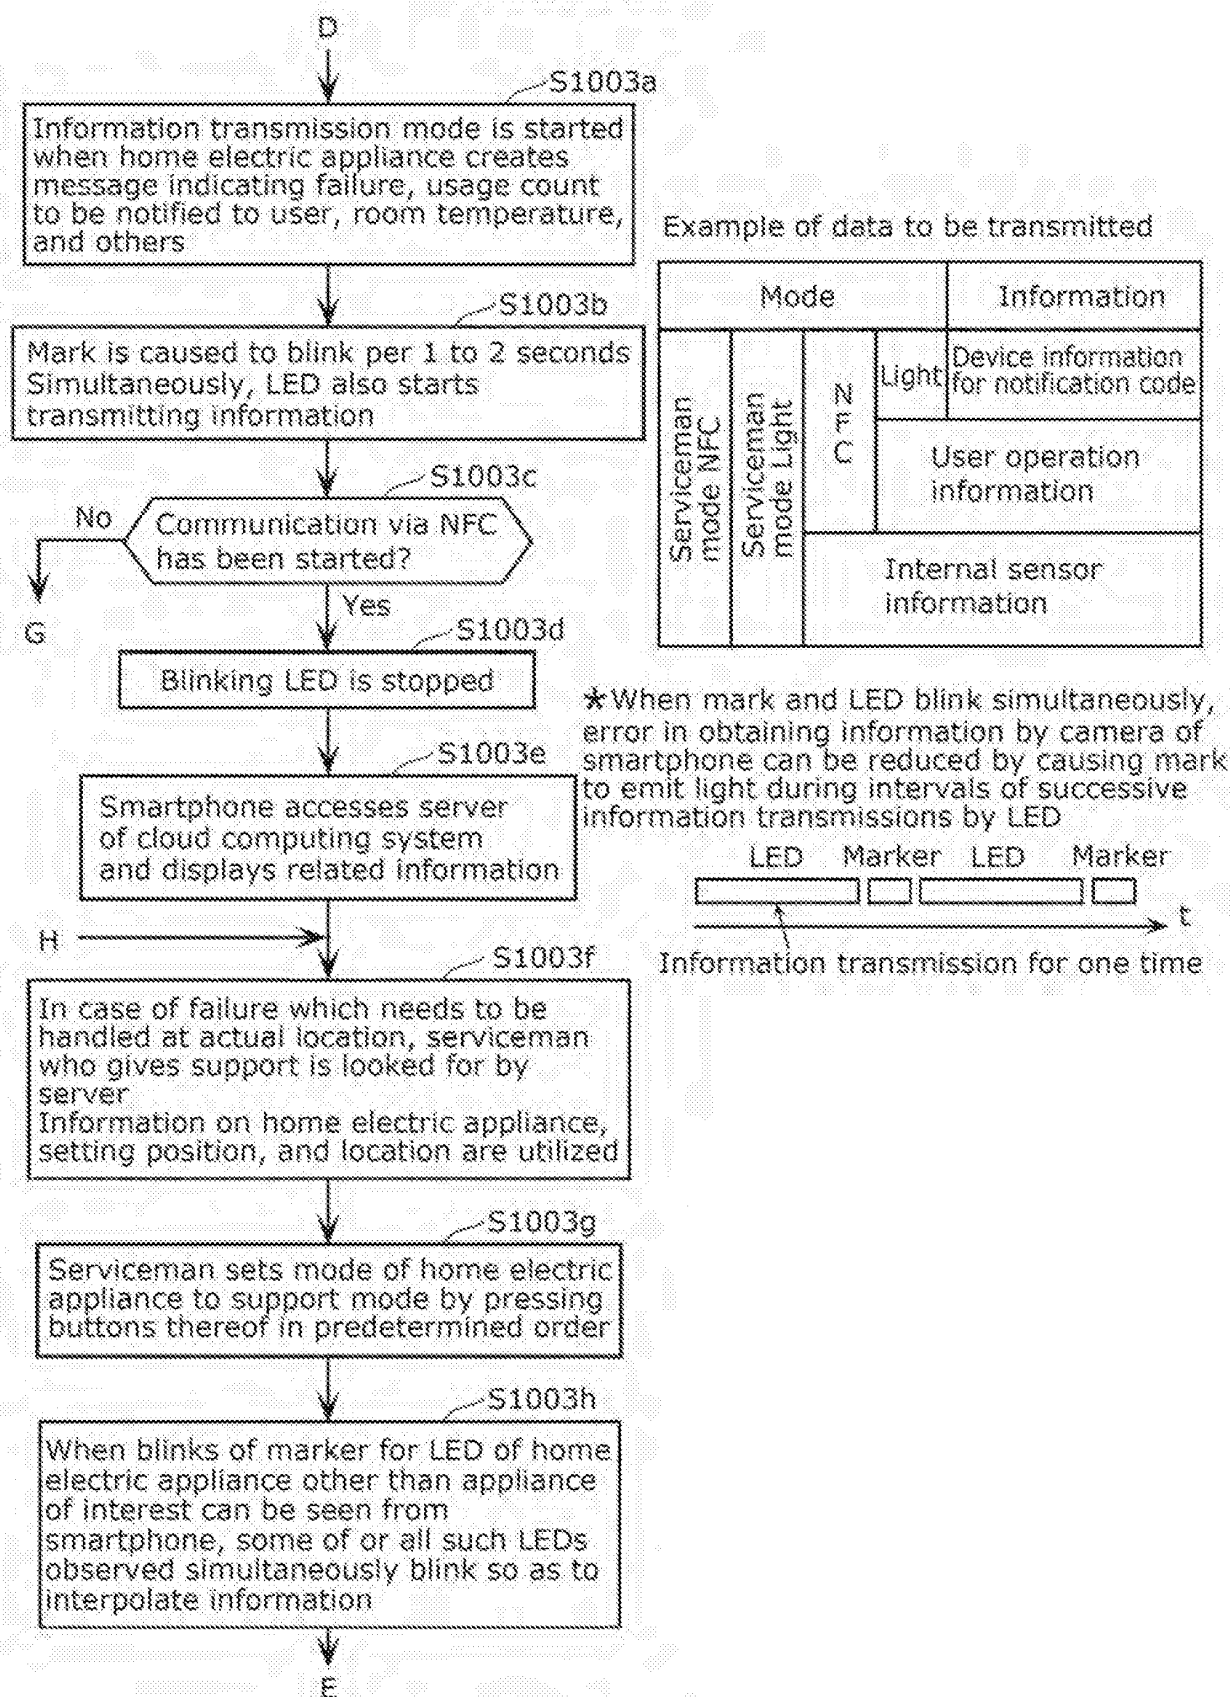 D
S1003a
Information transmission mode is started
when home electric appliance creates
message indicating failure, usage count
to be notified to user, room temperature,
and others
S1003b
Mark is caused to blink per 1 to 2 seconds
Simultaneously, LED also starts
transmitting information
S1003c
No
Communication via NFC
has been started?
Yes
G
S1003d
Blinking LED is stopped
S1003e
Smartphone accesses server
of cloud computing system
and displays related information
H
S1003f
In case of failure which needs to be
handled at actual location, serviceman
who gives support is looked for by
server
Information on home electric appliance,
setting position, and location are utilized
S1003g
Serviceman sets mode of home electric
appliance to support mode by pressing
buttons thereof in predetermined order
S1003h
When blinks of marker for LED of home
electric appliance other than appliance
of interest can be seen from
smartphone, some of or all such LEDs
observed simultaneously blink so as to
interpolate information
E
Example of data to be transmitted
Mode
Information
Serviceman
mode NFC
Serviceman
mode Light
NFC
Light
Device information
for notification code
User operation
information
Internal sensor
information
*When mark and LED blink simultaneously,
error in obtaining information by camera of
smartphone can be reduced by causing mark
to emit light during intervals of successive
information transmissions by LED
LED Marker LED Marker
t
Information transmission for one time